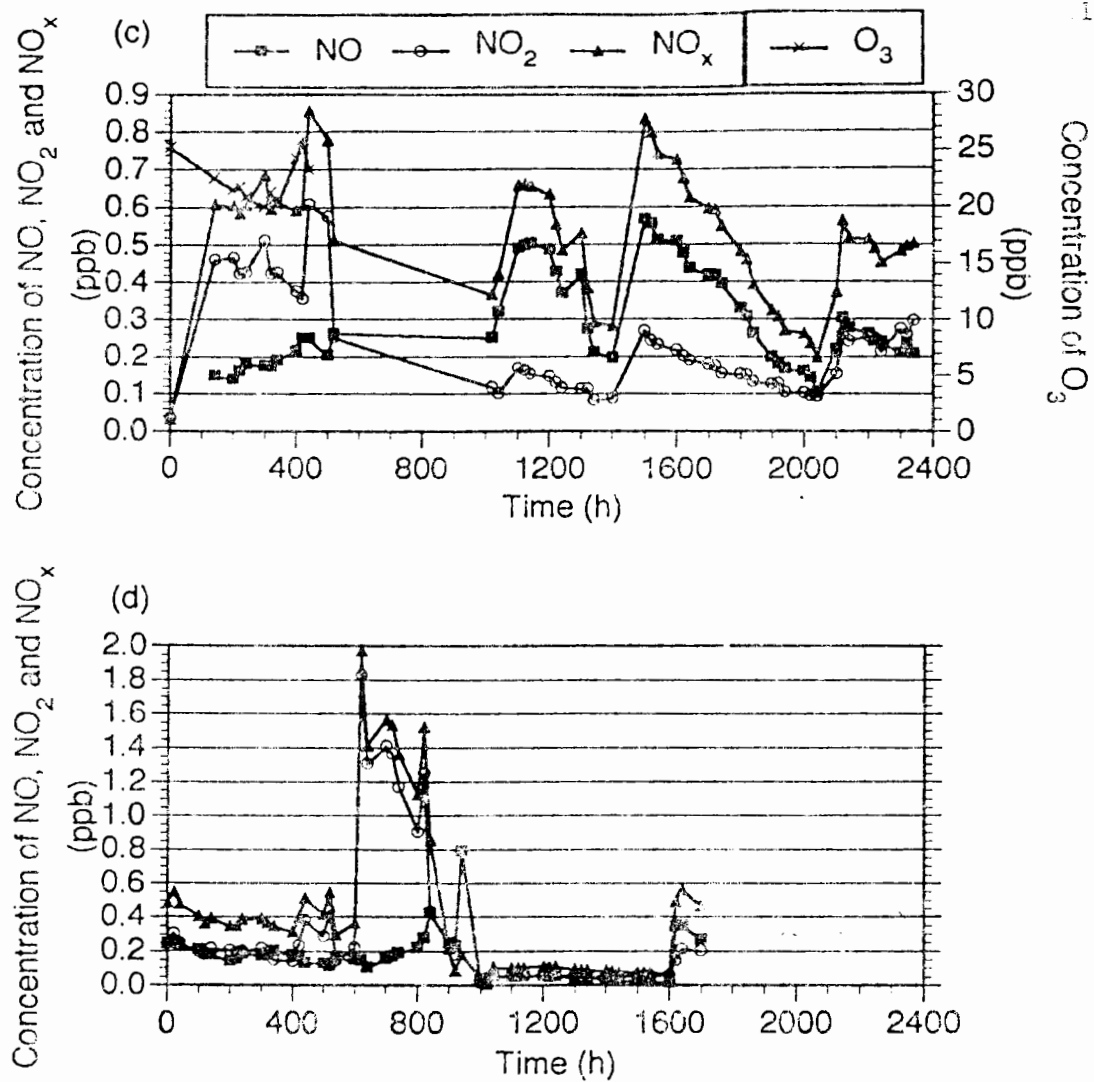 1
(c)
NO NO2 NOx O3
Concentration of NO, NO2 and NOx
(ppb)
0.9
0.8
0.7
0.6
0.5
0.4
0.3
0.2
0.1
0.0
30
25
20
15
10
5
0
Concentration of O3
(ppb)
0 400 800 1200 1600 2000 2400
Time (h)
(d)
Concentration of NO, NO2 and NOx
(ppb)
2.0
1.8
1.6
1.4
1.2
1.0
0.8
0.6
0.4
0.2
0.0
0 400 800 1200 1600 2000 2400
Time (h)